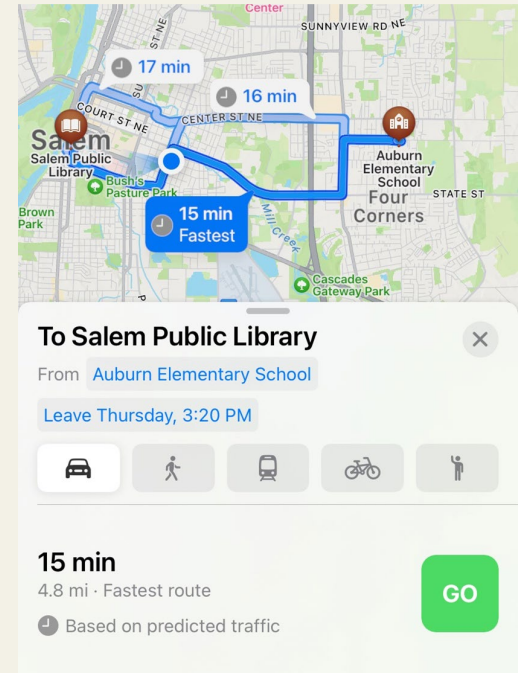 Center
SUNNYVIEW RD NE
17 min
16 min
COURT ST NE
CENTER ST NE
Salem
Salem Public
Library
Auburn
Elementary
School
Bush's
Pasture Park
STATE ST
Four
Corners
Brown
Park
15 min
Fastest
Mill Creek
Cascades
Gateway Park
To Salem Public Library
From Auburn Elementary School
Leave Thursday, 3:20 PM
15 min
4.8 mi · Fastest route
Based on predicted traffic
GO